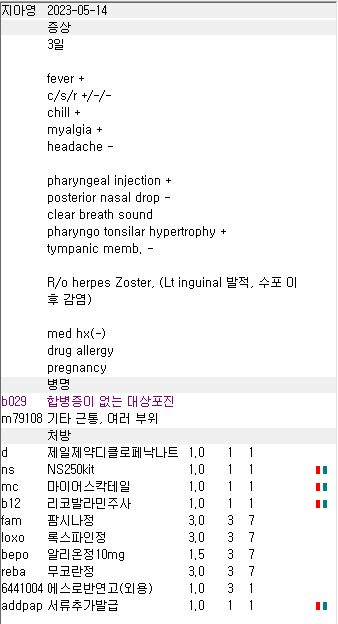 지아영 2023-05-14
증상
3일
fever +
c/s/r +/-/-
chill +
myalgia +
headache -
pharyngeal injection +
posterior nasal drop -
clear breath sound
pharyngo tonsilar hypertrophy +
tympanic memb. -
R/o herpes Zoster, (Lt inguinal 발적, 수포 이
후 감염)
med hx(-)
drug allergy
pregnancy
병명
b029 합병증이 없는 대상포진
m79108 기타 근통, 여러 부위
처방
d 제일제약디클로페낙나트 1.0 1 1
ns NS250kit 1.0 1 1
mc 마이어스칵테일 1.0 1 1
b12 리코발라민주사 1.0 1 1
fam 팜시나정 3.0 3 7
loxo 록스파인정 3.0 3 7
bepo 알리온정10mg 1.5 3 7
reba 무코란정 3.0 3 7
6441004 에스로반연고(외용) 1.0 3 1
addpap 서류추가발급 1.0 1 1